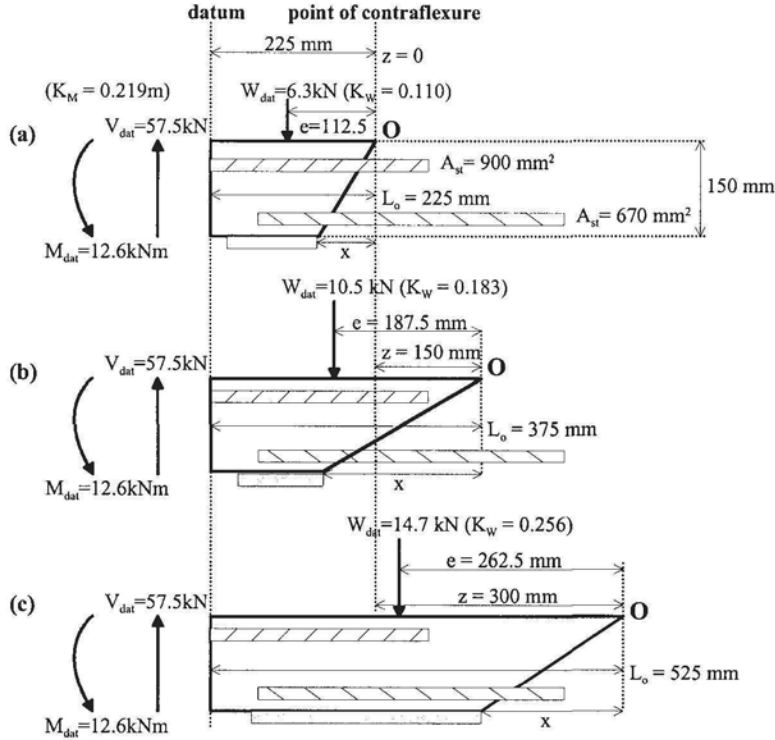 datum point of contraflexure
225 mm
z = 0
(K_M = 0.219m)
W_dat=6.3kN (K_W = 0.110)
(a)
V_dat=57.5kN
e=112.5
O
A_st= 900 mm²
150 mm
L_o = 225 mm
A_st= 670 mm²
M_dat=12.6kNm
x
W_dat=10.5 kN (K_W = 0.183)
e = 187.5 mm
V_dat=57.5kN
z = 150 mm
O
(b)
L_o = 375 mm
M_dat=12.6kNm
x
W_dat=14.7 kN (K_W = 0.256)
e = 262.5 mm
V_dat=57.5kN
z = 300 mm
O
(c)
L_o = 525 mm
M_dat=12.6kNm
x